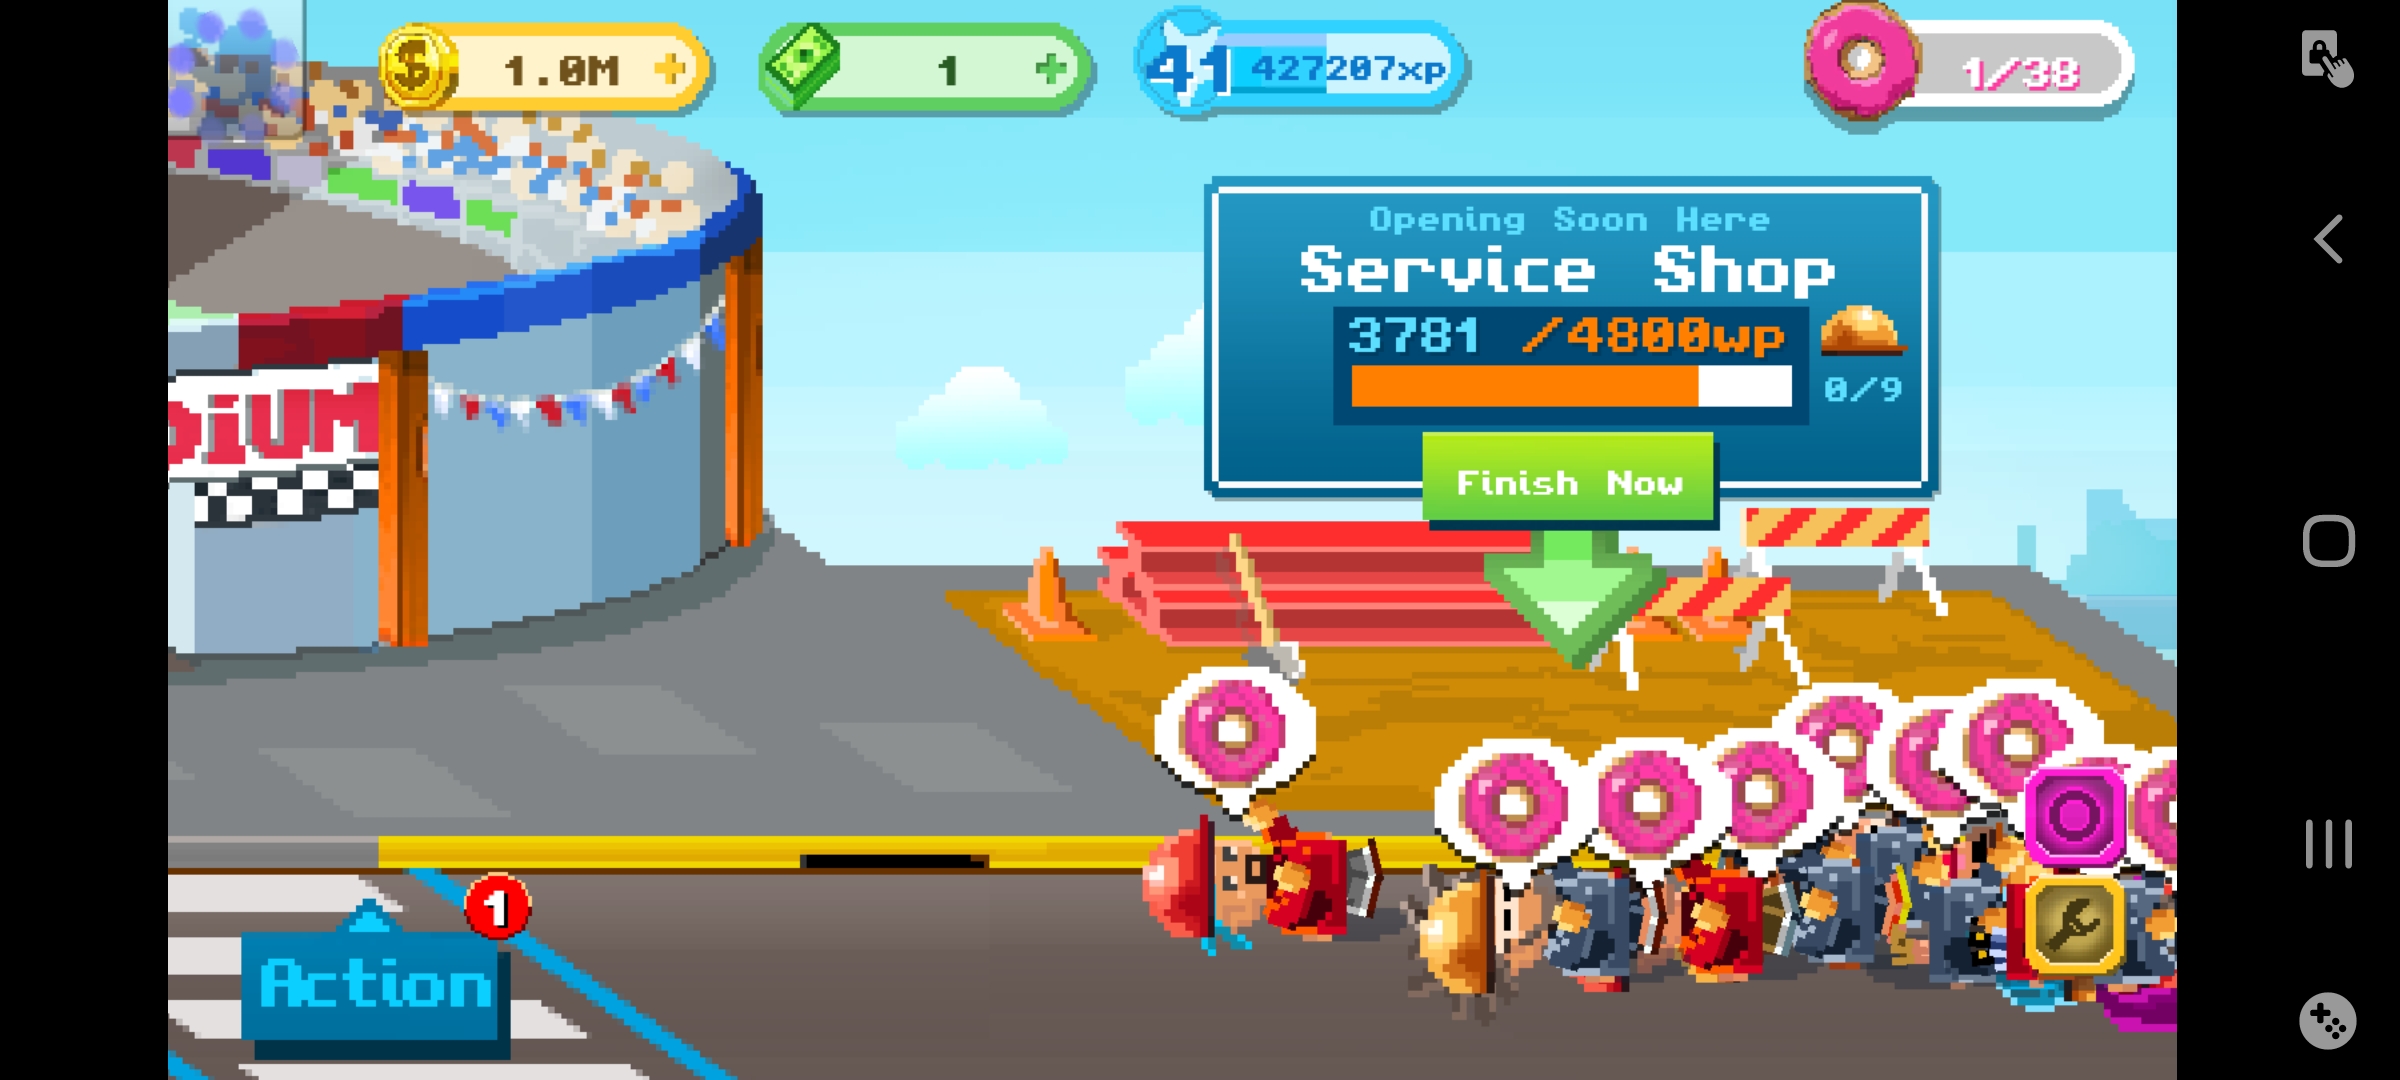 1.0M
1
41 427207xp
1/38
Opening Soon Here
Service Shop
3781 /4800wp
0/9
Finish Now
DiUM
1
Action